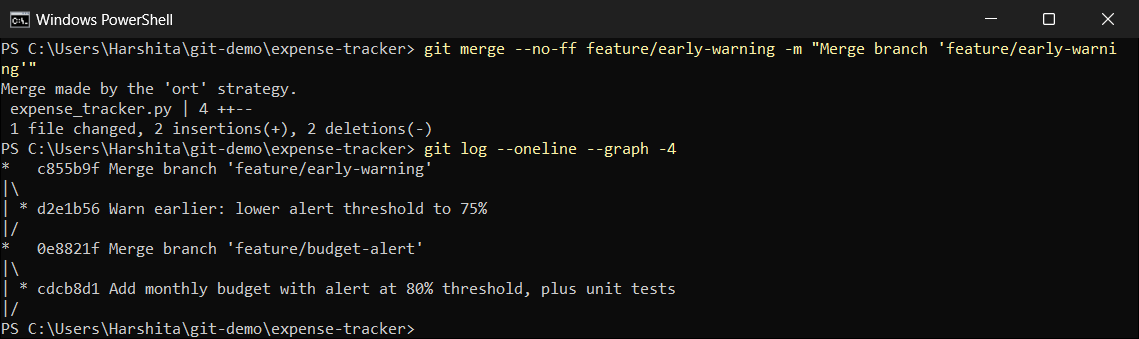 Windows PowerShell
PS C:\Users\Harshita\git-demo\expense-tracker> git merge --no-ff feature/early-warning -m "Merge branch 'feature/early-warni
ng'"
Merge made by the 'ort' strategy.
 expense_tracker.py | 4 ++--
 1 file changed, 2 insertions(+), 2 deletions(-)
PS C:\Users\Harshita\git-demo\expense-tracker> git log --oneline --graph -4
*   c855b9f Merge branch 'feature/early-warning'
|\
| * d2e1b56 Warn earlier: lower alert threshold to 75%
|/
*   0e8821f Merge branch 'feature/budget-alert'
|\
| * cdcb8d1 Add monthly budget with alert at 80% threshold, plus unit tests
|/
PS C:\Users\Harshita\git-demo\expense-tracker>